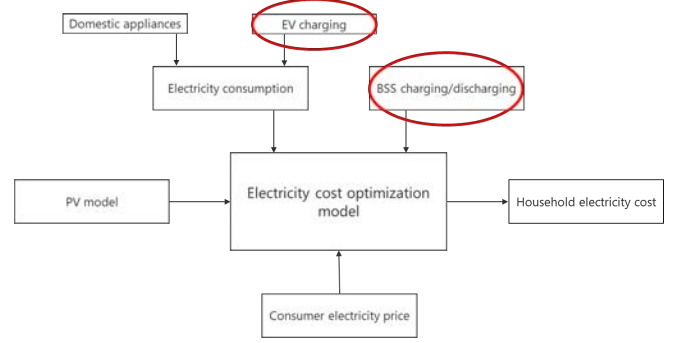 Domestic appliances
EV charging
Electricity consumption
BSS charging/discharging
Electricity cost optimization
model
PV model
Household electricity cost
Consumer electricity price